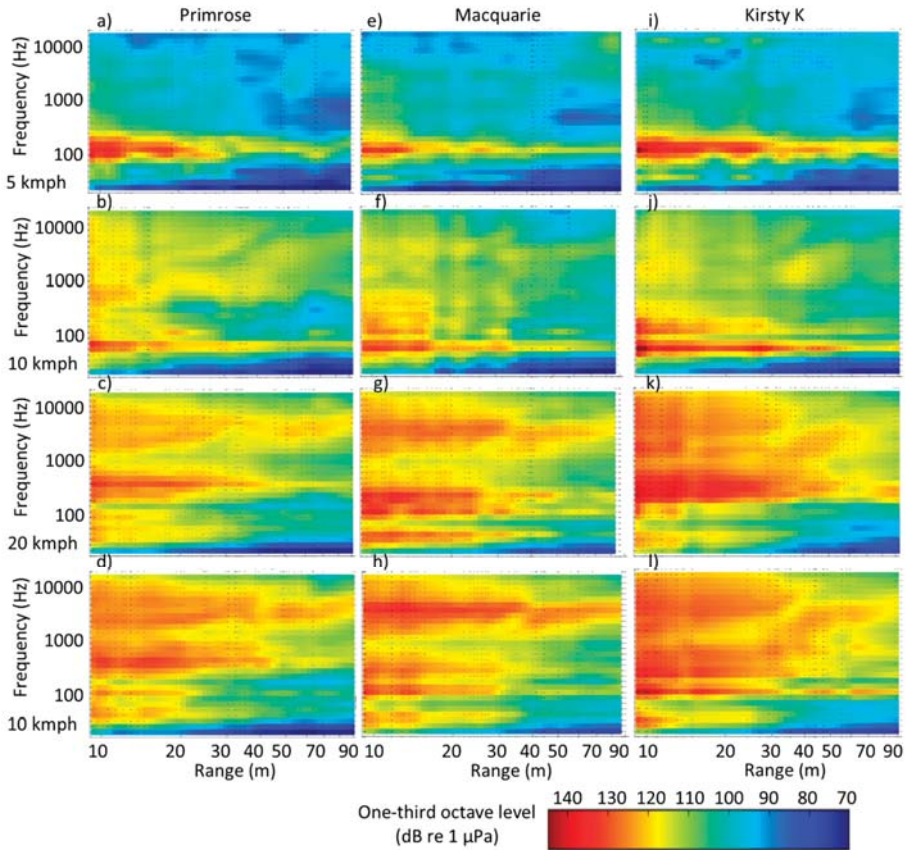 Primrose Macquarie Kirsty K
a) e) i)
Frequency (Hz)
10000
1000
100
5 kmph
b) f) j)
Frequency (Hz)
10000
1000
100
10 kmph
c) g) k)
Frequency (Hz)
10000
1000
100
20 kmph
d) h) l)
Frequency (Hz)
10000
1000
100
10 kmph
10 20 30 40 50 70 90 10 20 30 40 50 70 90 10 20 30 40 50 70 90
Range (m) Range (m) Range (m)
One-third octave level
(dB re 1 µPa)
140 130 120 110 100 90 80 70